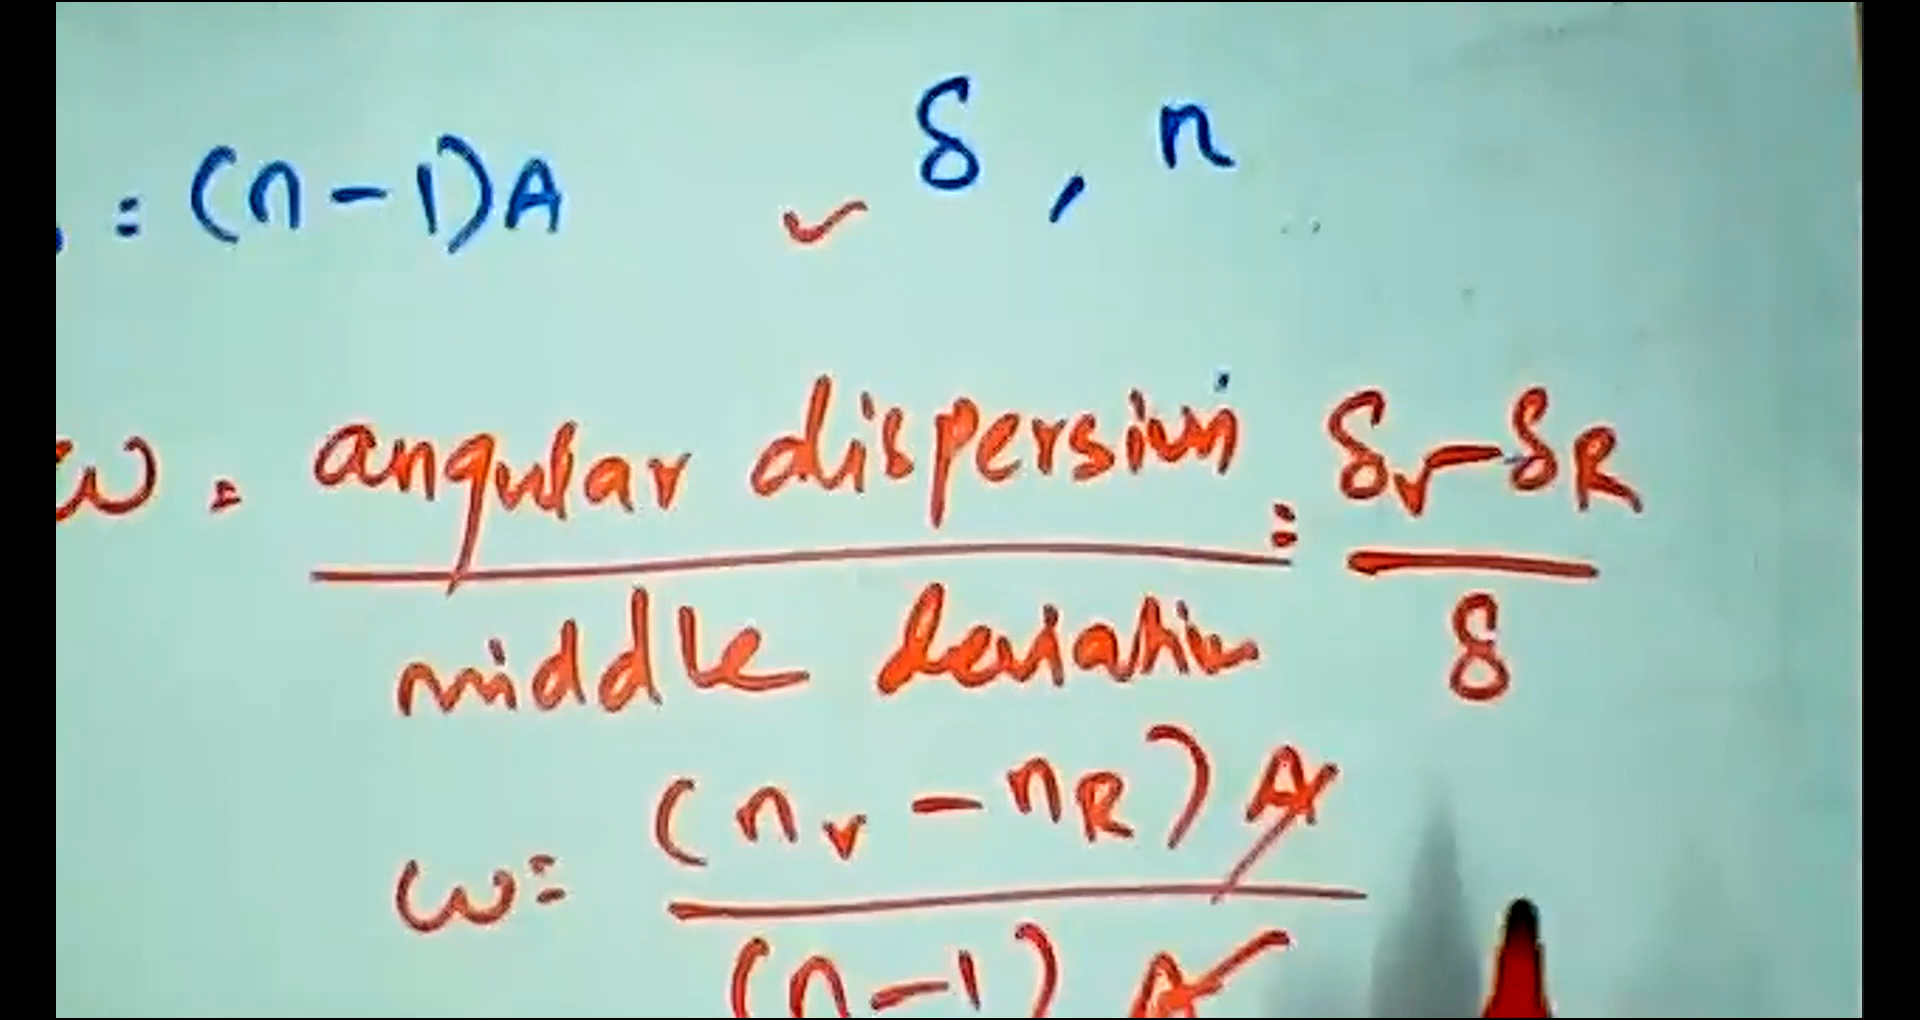 = (n-1)A ✓ δ, n
ω = angular dispersion / middle deviation = δv - δR / δ
ω = (nv - nR) A / (n-1) A